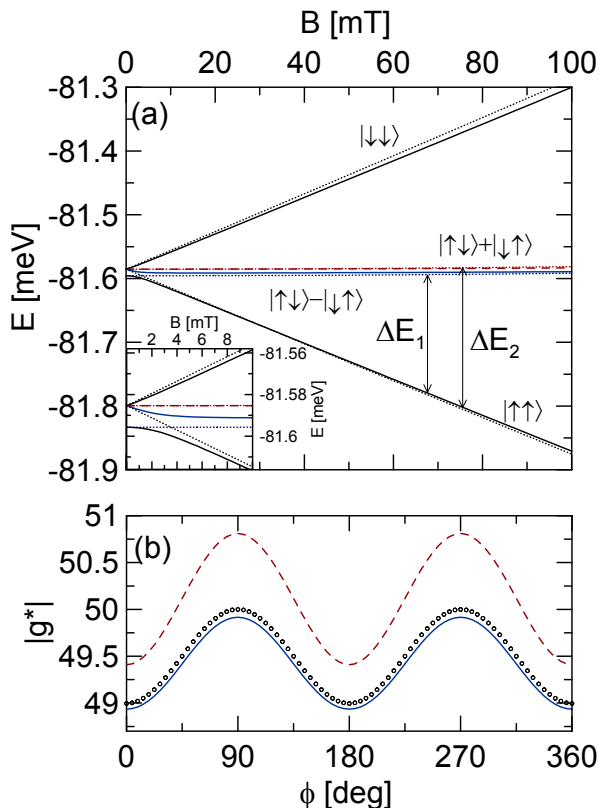 B [mT]
0 20 40 60 80 100
-81.3
(a)
|↓↓⟩
-81.4
-81.5
|↑↓⟩+|↓↑⟩
E [meV]
-81.6
|↑↓⟩−|↓↑⟩
B [mT]
2 4 6 8
-81.56
-81.58
-81.6
E [meV]
ΔE1 ΔE2
-81.7
|↑↑⟩
-81.8
-81.9
51
(b)
50.5
|g*|
50
49.5
49
0 90 180 270 360
ϕ [deg]